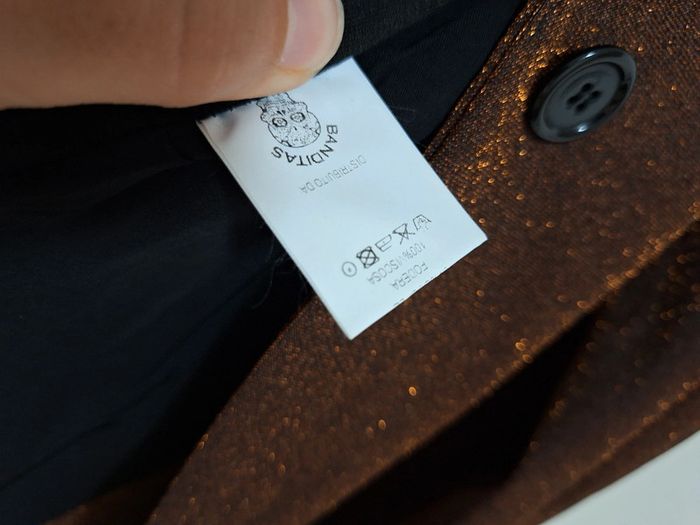 BANDITAS
DISTRIBUITO DA
FODERA
100% VISCOSA